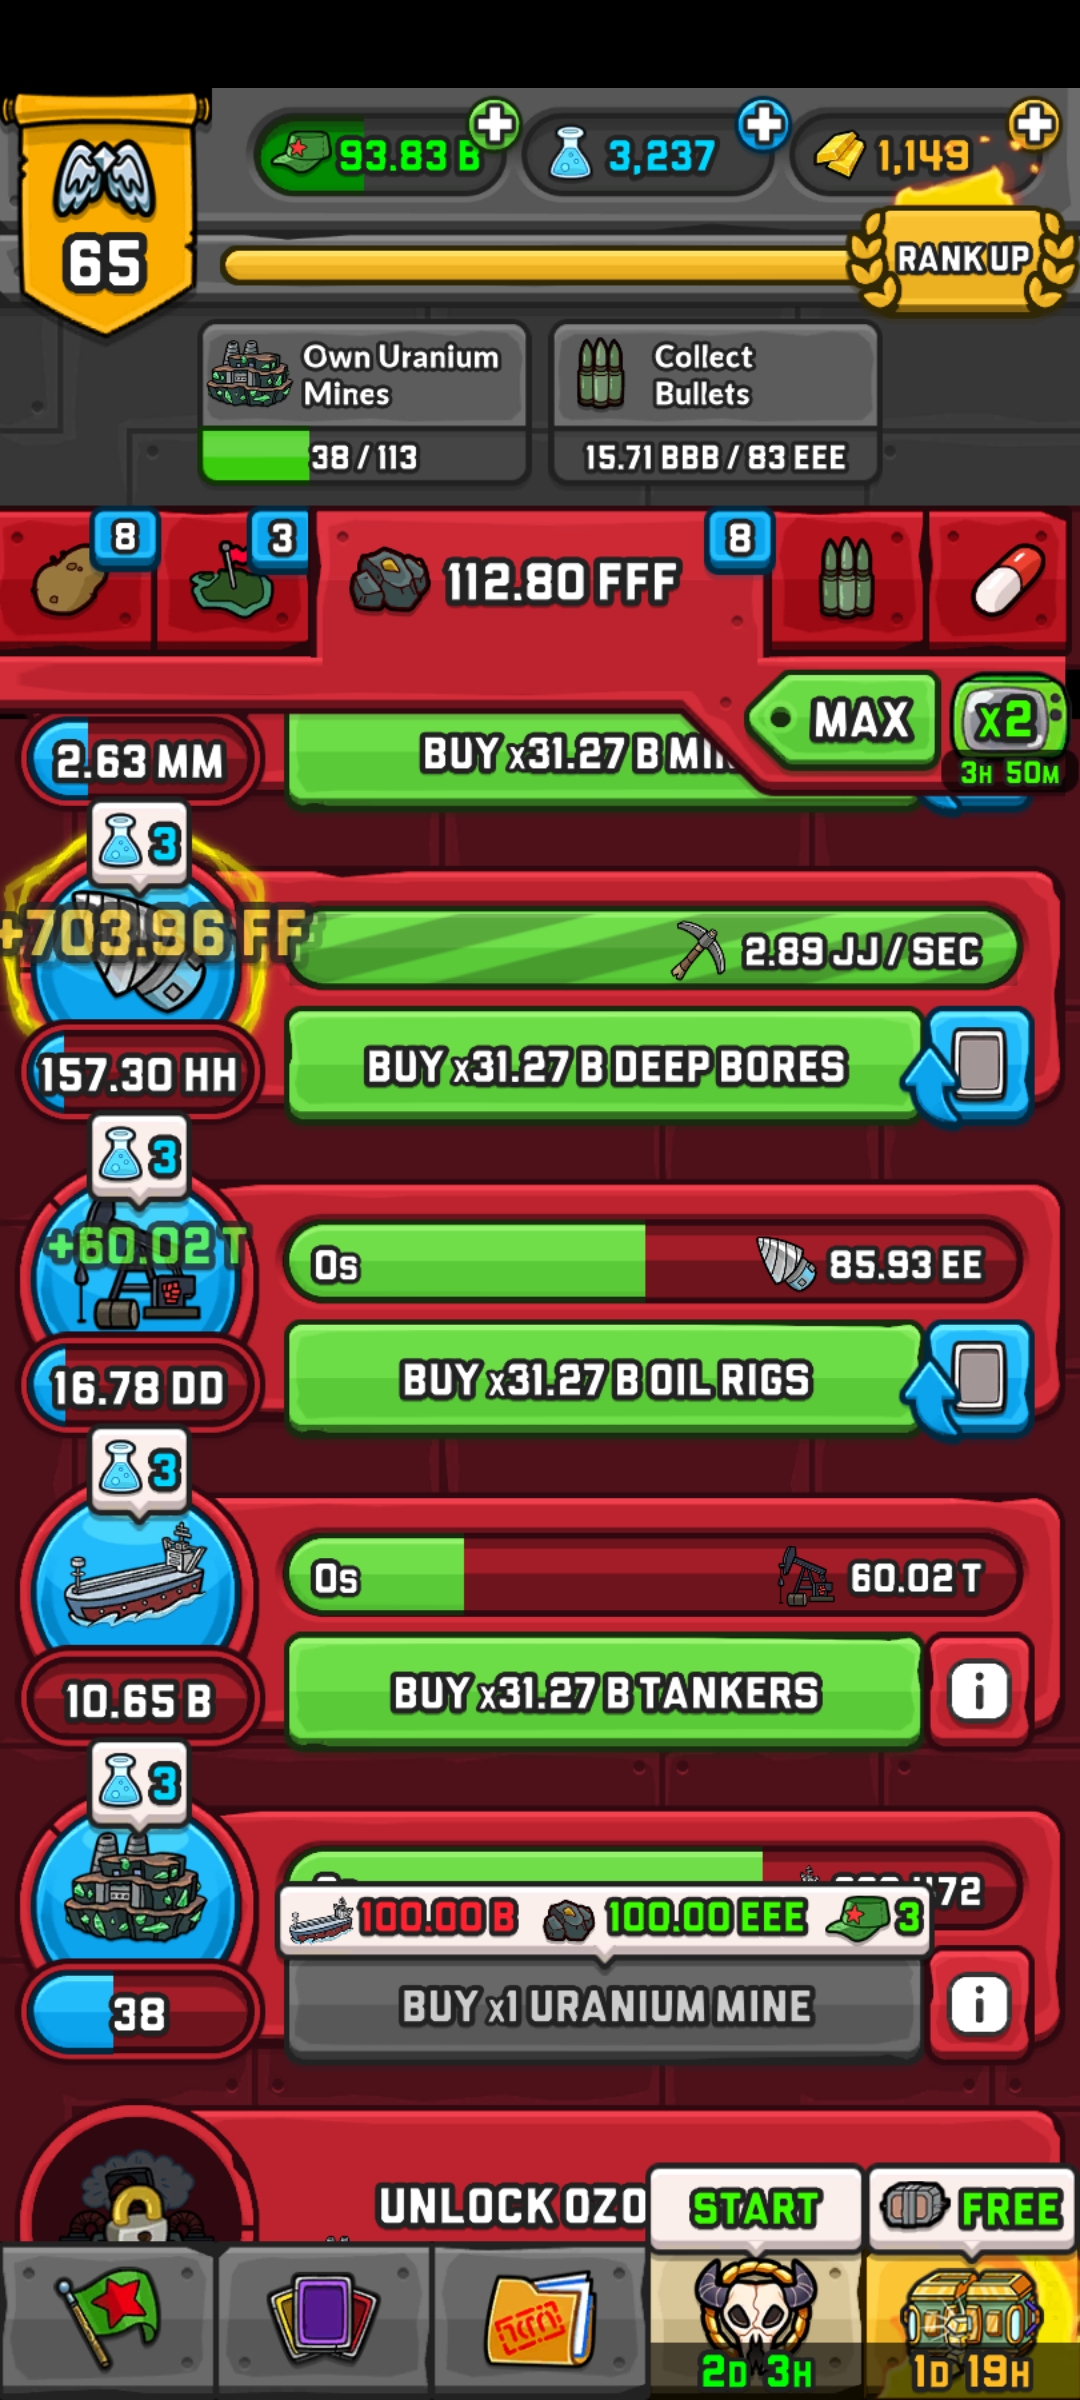 93.83 B
3,237
1,149
65
RANK UP
Own Uranium
Mines
38 / 113
Collect
Bullets
15.71 BBB / 83 EEE
8
3
112.80 FFF
8
MAX
x2
3H 50M
2.63 MM
BUY x31.27 B
3
+703.96 FF
2.89 JJ / SEC
157.30 HH
BUY x31.27 B DEEP BORES
3
+60.02 T
0s
85.93 EE
16.78 DD
BUY x31.27 B OIL RIGS
3
0s
60.02 T
10.65 B
BUY x31.27 B TANKERS
3
100.00 B
100.00 EEE
3
38
BUY x1 URANIUM MINE
UNLOCK
START
FREE
2D 3H
1D 19H